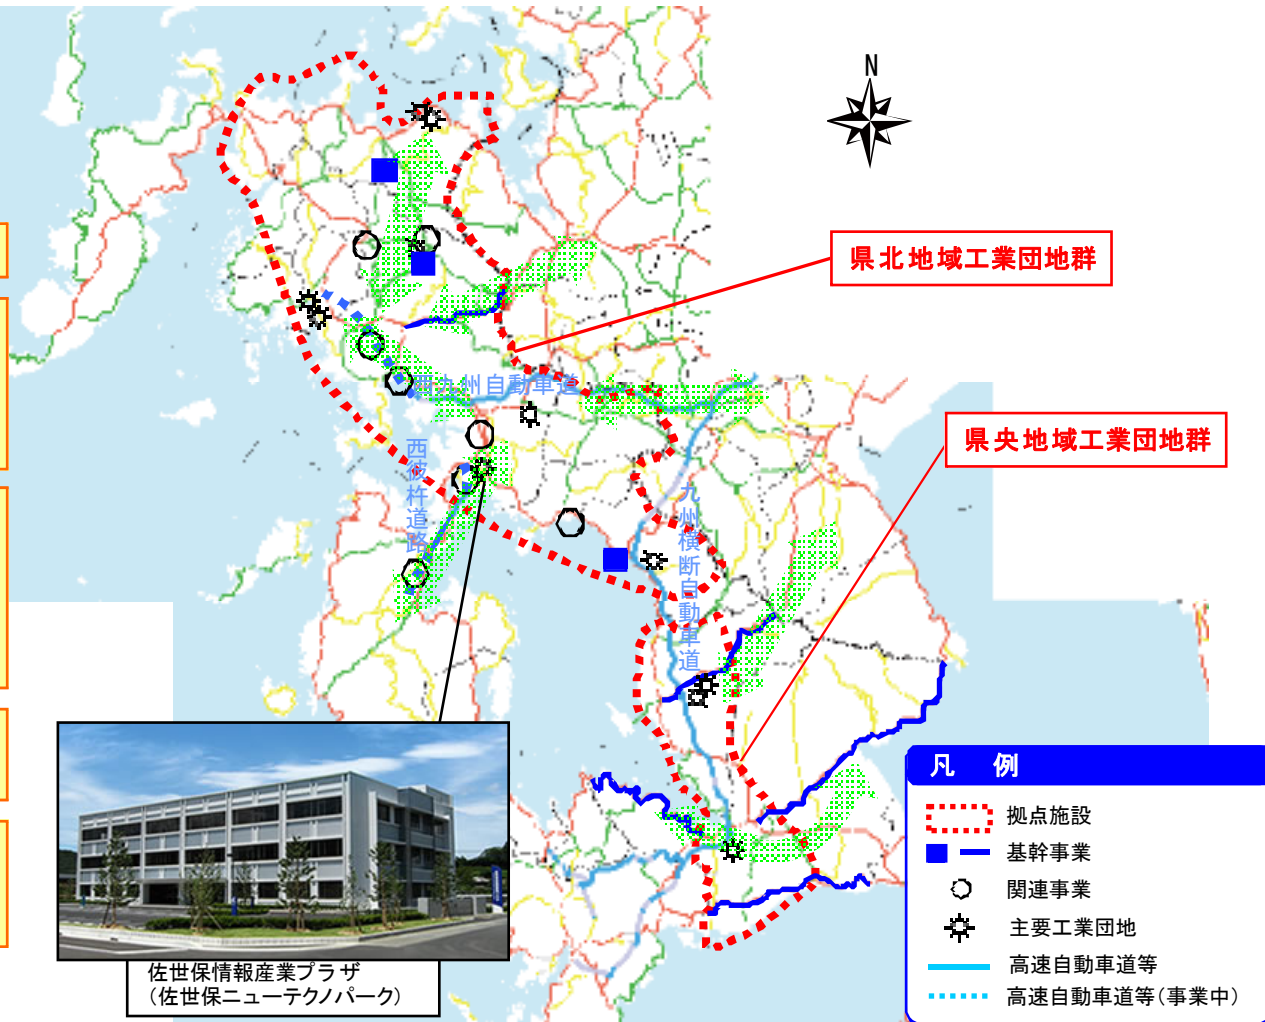 N
県北地域工業団地群
県央地域工業団地群
西九州自動車道
西彼杵道路
九州横断自動車道
凡 例
拠点施設
基幹事業
関連事業
主要工業団地
高速自動車道等
高速自動車道等(事業中)
佐世保情報産業プラザ
(佐世保ニューテクノパーク)